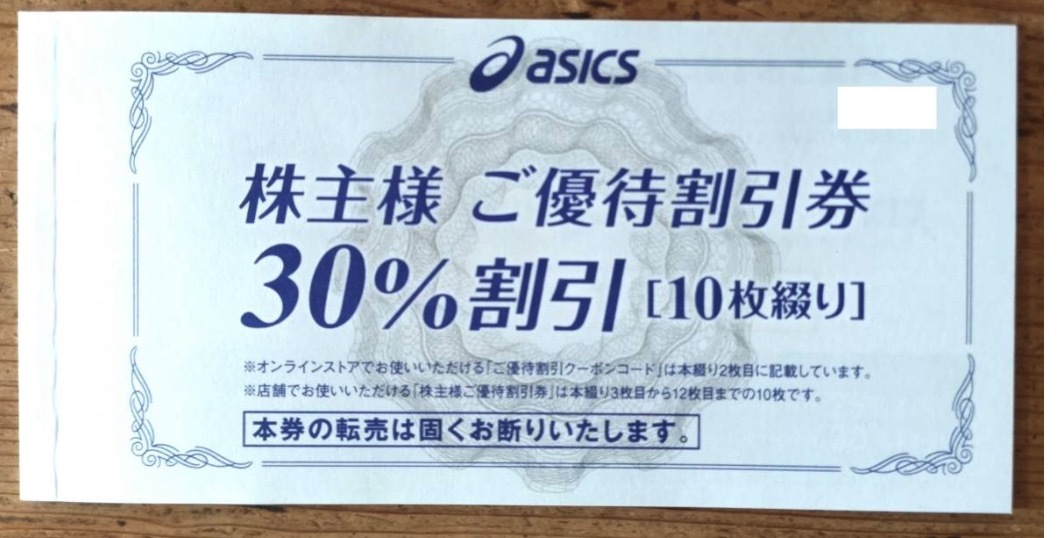 asics
株主様 ご優待割引券
30%割引 [10枚綴り]
※オンラインストアでお使いいただける「ご優待割引クーポンコード」は本綴り2枚目に記載しています。
※店舗でお使いいただける「株主様ご優待割引券」は本綴り3枚目から12枚目までの10枚です。
本券の転売は固くお断りいたします。